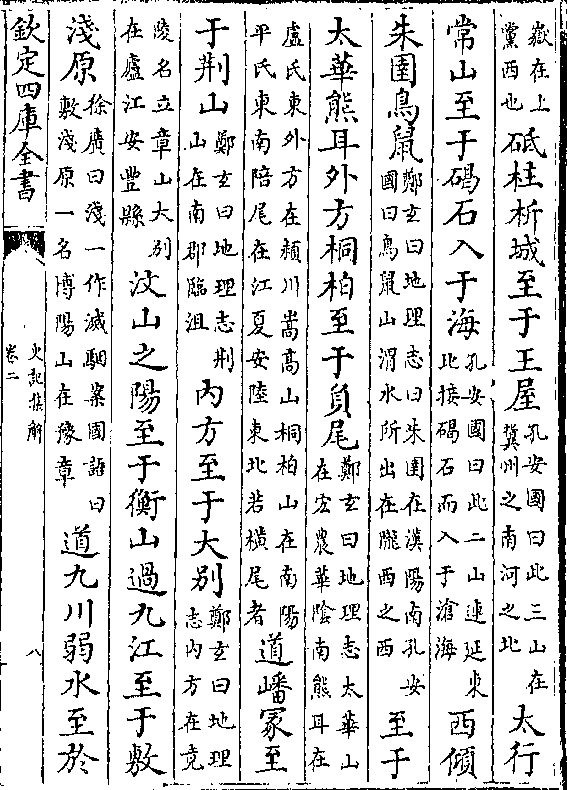 嶽在上黨西也砥柱析城至于王屋孔安國曰此三山在冀州之南河之北太行
常山至于碣石入于海孔安國曰此二山連延東北接碣石而入于滄海西傾
朱圉鳥鼠鄭玄曰地理志曰朱圉在漢陽南孔安國曰鳥鼠山渭水所出在隴西之西至于
太華熊耳外方桐柏至于負尾鄭玄曰地理志太華山在宏農華陰南熊耳在
盧氏東外方在潁川嵩高山桐柏山在南陽平氏東南陪尾在江夏安陸東北若橫尾者道嶓冢至
于荆山鄭玄曰地理志荆山在南郡臨沮内方至于大别鄭玄曰地理志内方在竟
陵名立章山大别在廬江安豐縣汶山之陽至于衡山過九江至于敷
淺原徐廣曰淺一作滅駰案國語曰敷淺原一名博陽山在豫章道九川弱水至於
欽定四庫全書
史記集解
卷二
八